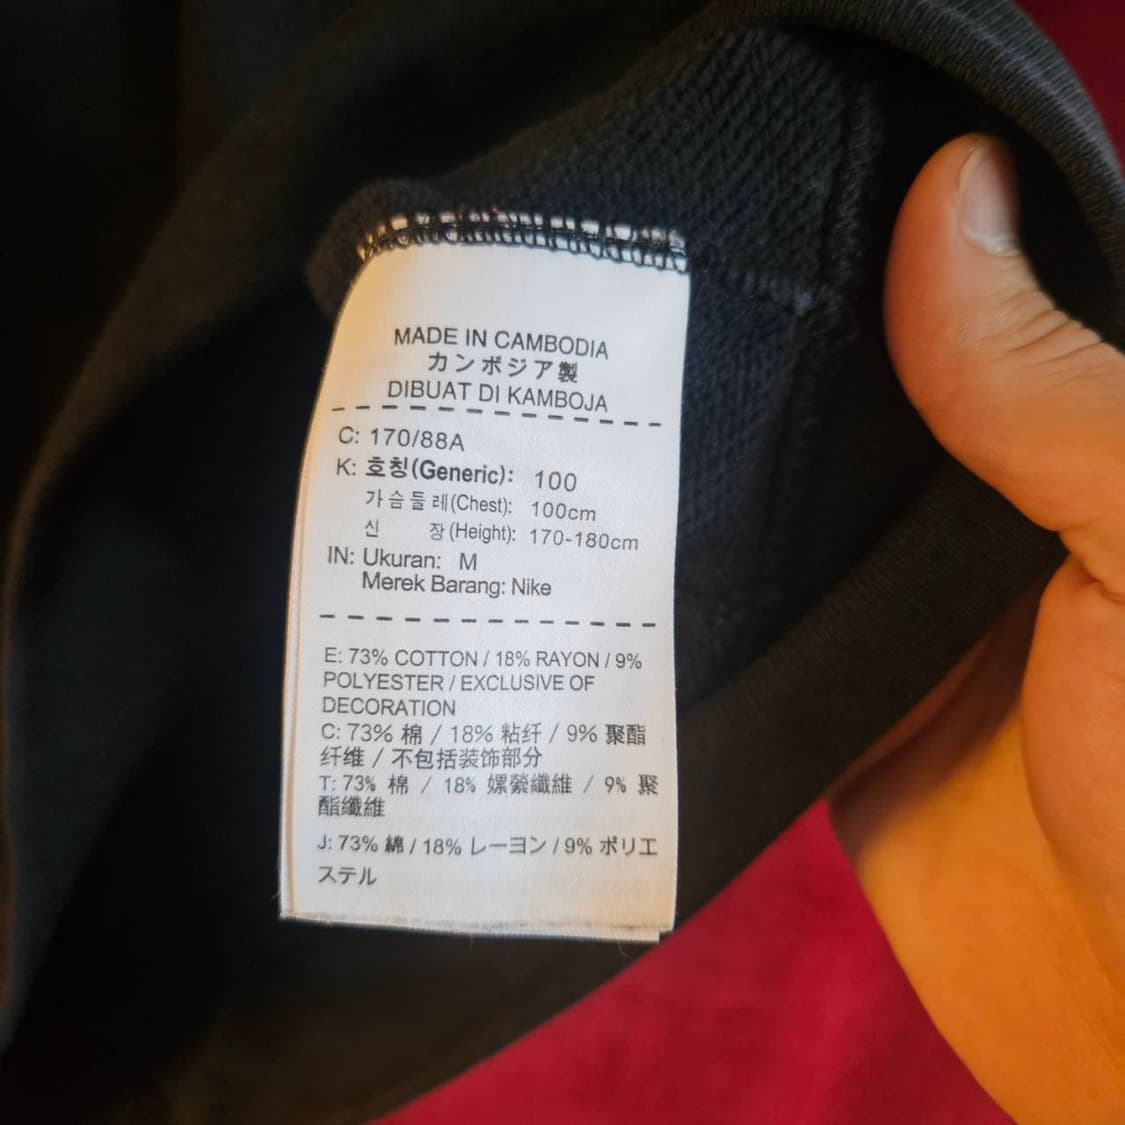 MADE IN CAMBODIA
カンボジア製
DIBUAT DI KAMBOJA
C: 170/88A
K: 호칭(Generic): 100
가슴둘레(Chest): 100cm
신 장(Height): 170-180cm
IN: Ukuran: M
Merek Barang: Nike
E: 73% COTTON / 18% RAYON / 9%
POLYESTER / EXCLUSIVE OF
DECORATION
C: 73% 棉 / 18% 粘纤 / 9% 聚酯
纤维 / 不包括装饰部分
T: 73% 棉 / 18% 嫘縈纖維 / 9% 聚
酯纖維
J: 73% 綿 / 18% レーヨン / 9% ポリエ
ステル